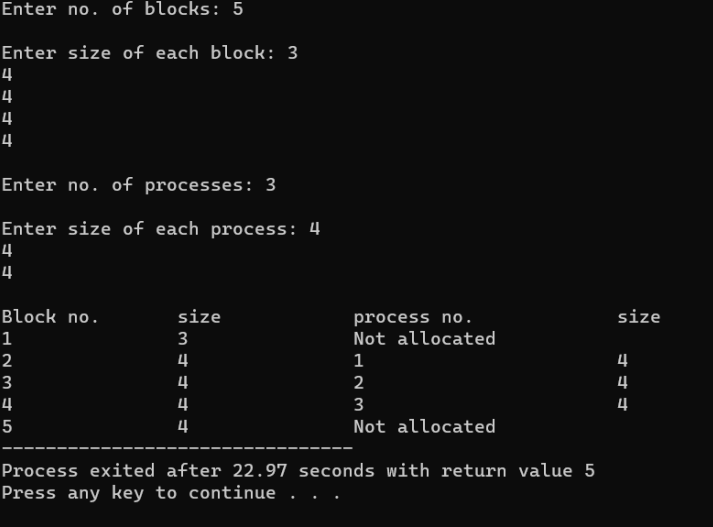 Enter no. of blocks: 5
Enter size of each block: 3
4
4
4
4
Enter no. of processes: 3
Enter size of each process: 4
4
4
Block no. size process no. size
1 3 Not allocated
2 4 1 4
3 4 2 4
4 4 3 4
5 4 Not allocated
--------------------------------
Process exited after 22.97 seconds with return value 5
Press any key to continue . . .